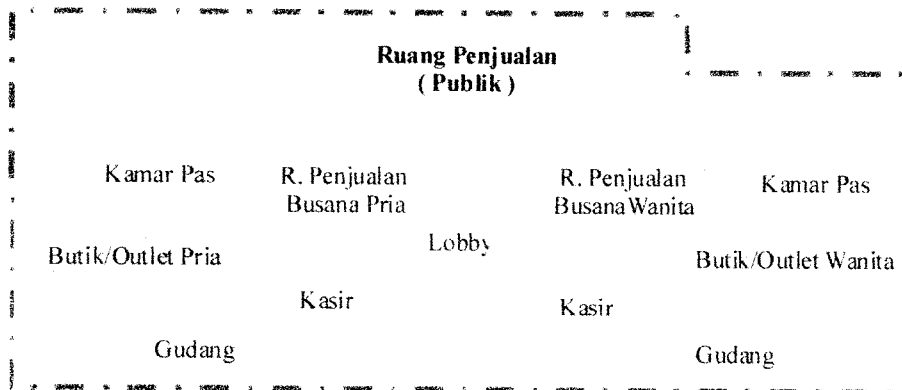 Ruang Penjualan
( Publik )
Kamar Pas
R. Penjualan
Busana Pria
R. Penjualan
Busana Wanita
Kamar Pas
Lobby
Butik/Outlet Pria
Butik/Outlet Wanita
Kasir
Kasir
Gudang
Gudang